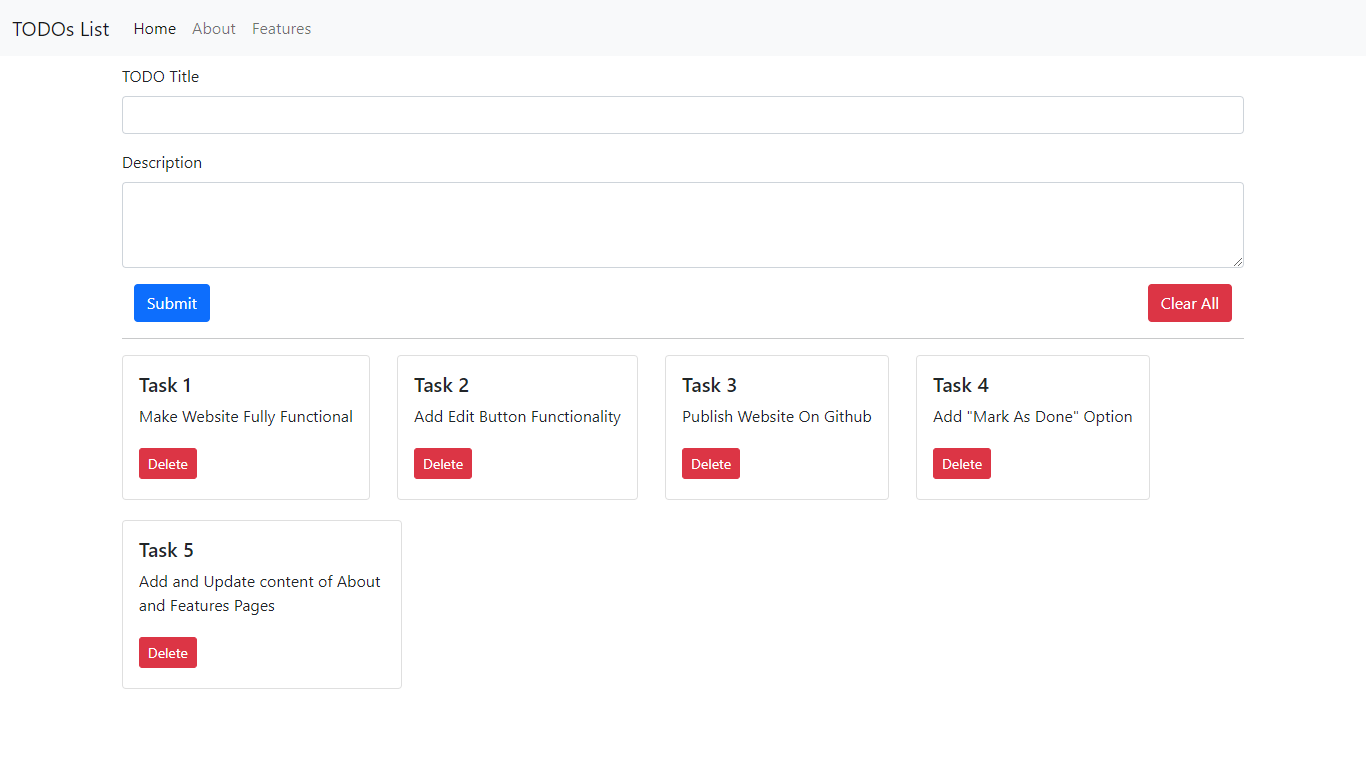 TODOs List Home About Features
TODO Title
Description
Submit Clear All
Task 1
Make Website Fully Functional
Delete
Task 2
Add Edit Button Functionality
Delete
Task 3
Publish Website On Github
Delete
Task 4
Add "Mark As Done" Option
Delete
Task 5
Add and Update content of About
and Features Pages
Delete